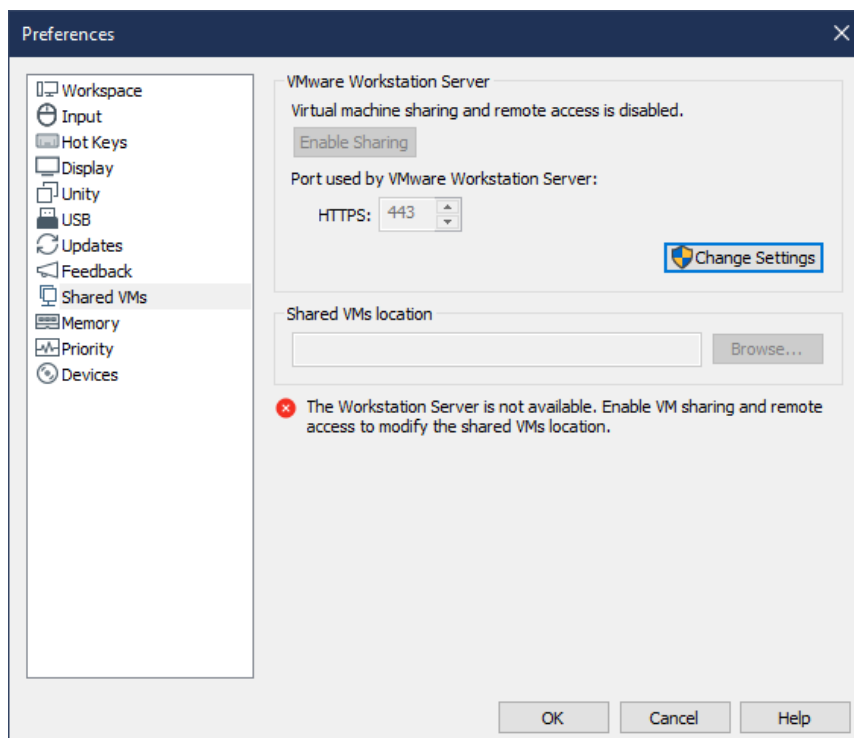 Preferences
Workspace
Input
Hot Keys
Display
Unity
USB
Updates
Feedback
Shared VMs
Memory
Priority
Devices
VMware Workstation Server
Virtual machine sharing and remote access is disabled.
Enable Sharing
Port used by VMware Workstation Server:
HTTPS: 443
Change Settings
Shared VMs location
Browse...
The Workstation Server is not available. Enable VM sharing and remote
access to modify the shared VMs location.
OK Cancel Help